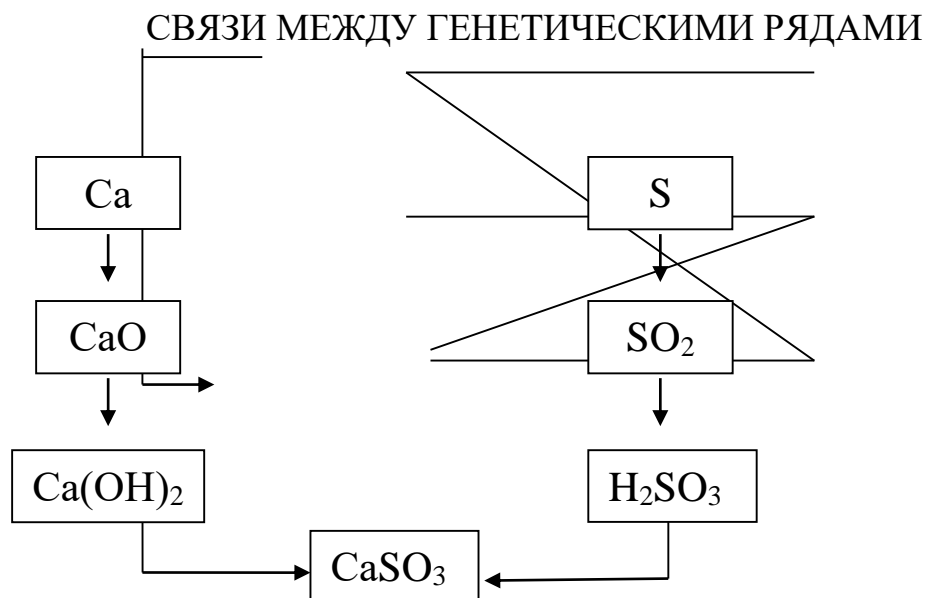 СВЯЗИ МЕЖДУ ГЕНЕТИЧЕСКИМИ РЯДАМИ
Ca
S
CaO
SO₂
Ca(OH)₂
H₂SO₃
CaSO₃